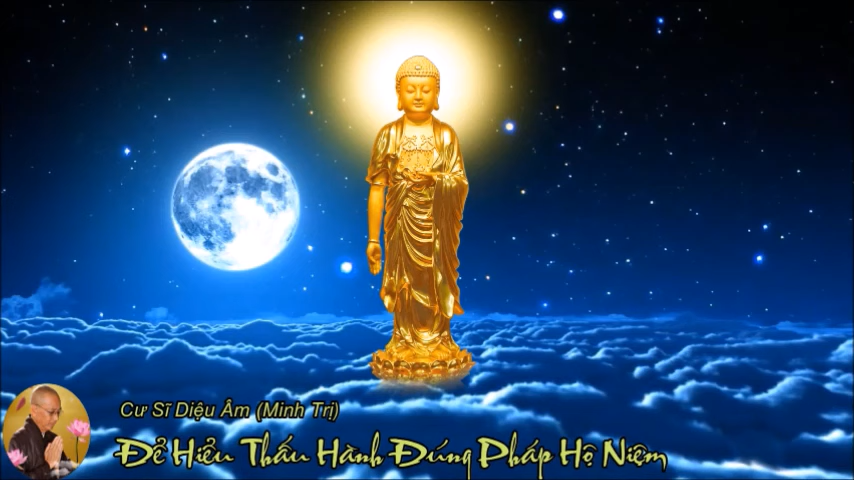 Cư Sĩ Diệu Âm (Minh Trị)
Để Hiểu Thấu Hành Đúng Pháp Hộ Niệm